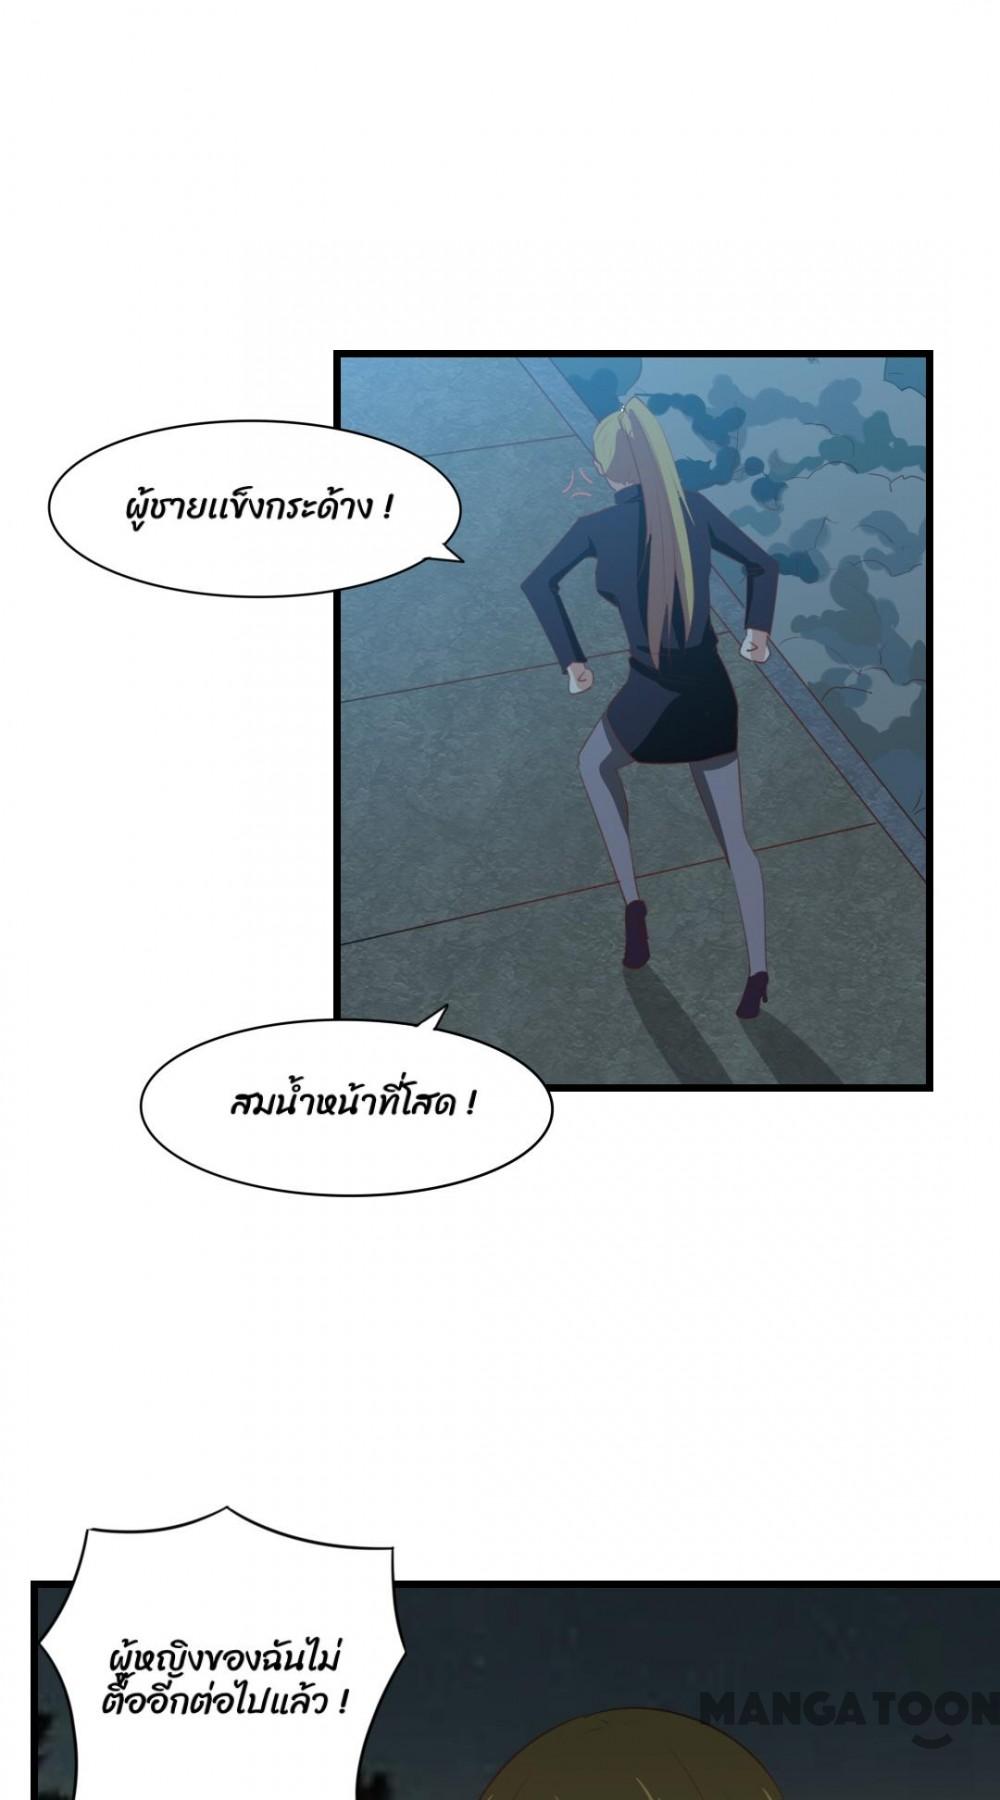 ผู้ชายแข็งกระด้าง !
สมน้ำหน้าที่โสด !
ผู้หญิงของฉันไม่
ดื้ออีกต่อไปแล้ว !
MANGATOON